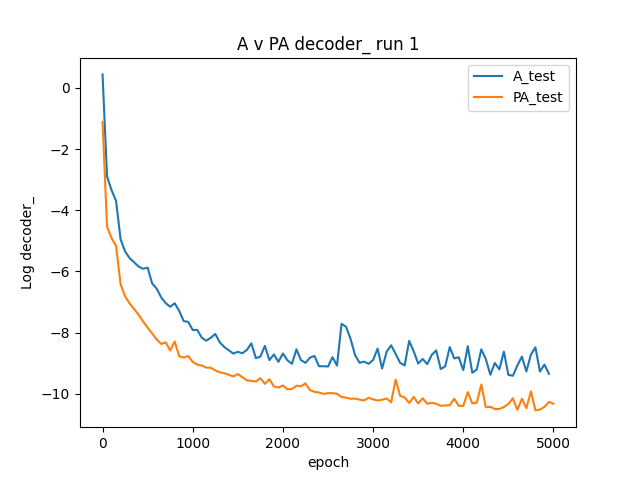 A v PA decoder_ run 1
A_test
PA_test
Log decoder_
0
−2
−4
−6
−8
−10
0
1000
2000
3000
4000
5000
epoch